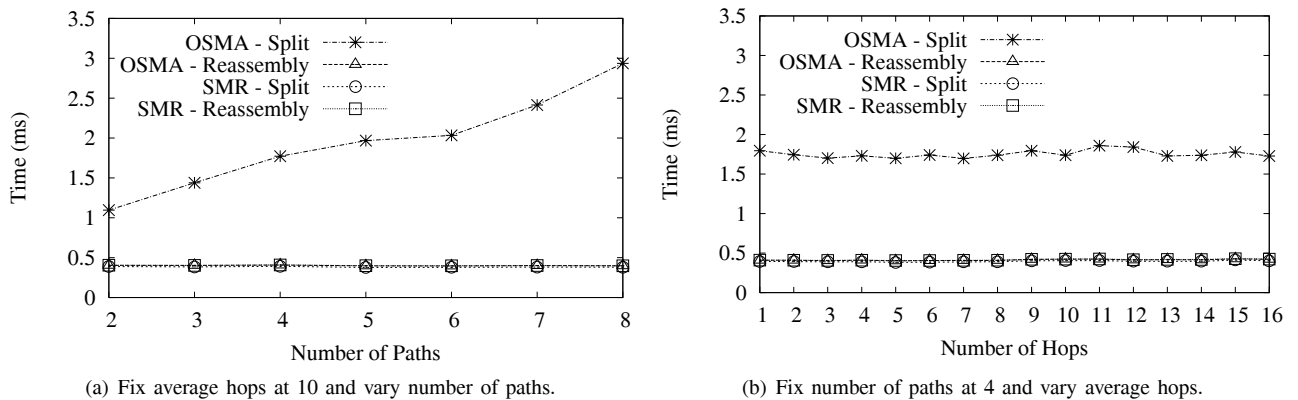 3.5
3
2.5
2
1.5
1
0.5
0
Time (ms)
OSMA - Split
OSMA - Reassembly
SMR - Split
SMR - Reassembly
2 3 4 5 6 7 8
Number of Paths
(a) Fix average hops at 10 and vary number of paths.
3.5
3
2.5
2
1.5
1
0.5
0
Time (ms)
OSMA - Split
OSMA - Reassembly
SMR - Split
SMR - Reassembly
1 2 3 4 5 6 7 8 9 10 11 12 13 14 15 16
Number of Hops
(b) Fix number of paths at 4 and vary average hops.